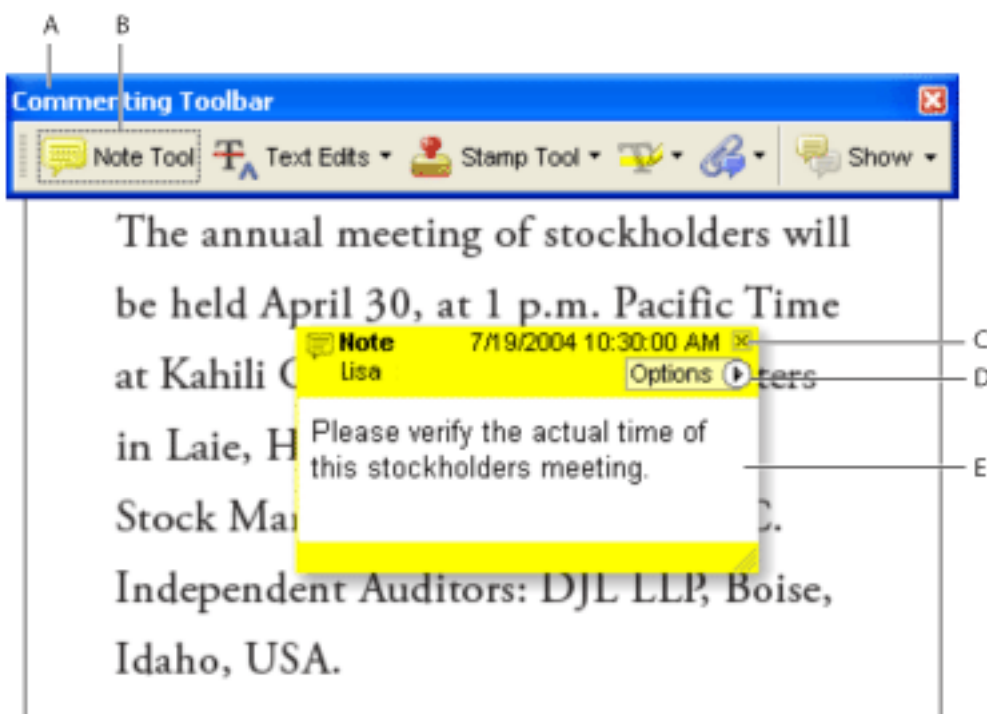 A B
Commenting Toolbar
Note Tool Text Edits Stamp Tool Show
The annual meeting of stockholders will
be held April 30, at 1 p.m. Pacific Time
Note 7/19/2004 10:30:00 AM C
at Kahili ters
Lisa Options D
in Laie, H
Please verify the actual time of
this stockholders meeting. E
Stock Mar C.
Independent Auditors: DJL LLP, Boise,
Idaho, USA.